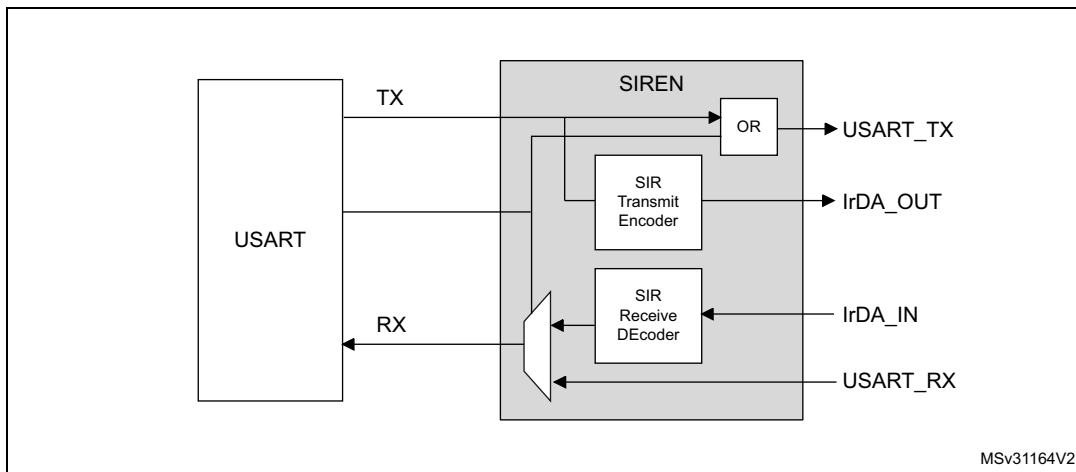 SIREN
TX
OR
USART_TX
SIR
Transmit
Encoder
IrDA_OUT
USART
SIR
Receive
DEcoder
IrDA_IN
RX
USART_RX
MSv31164V2